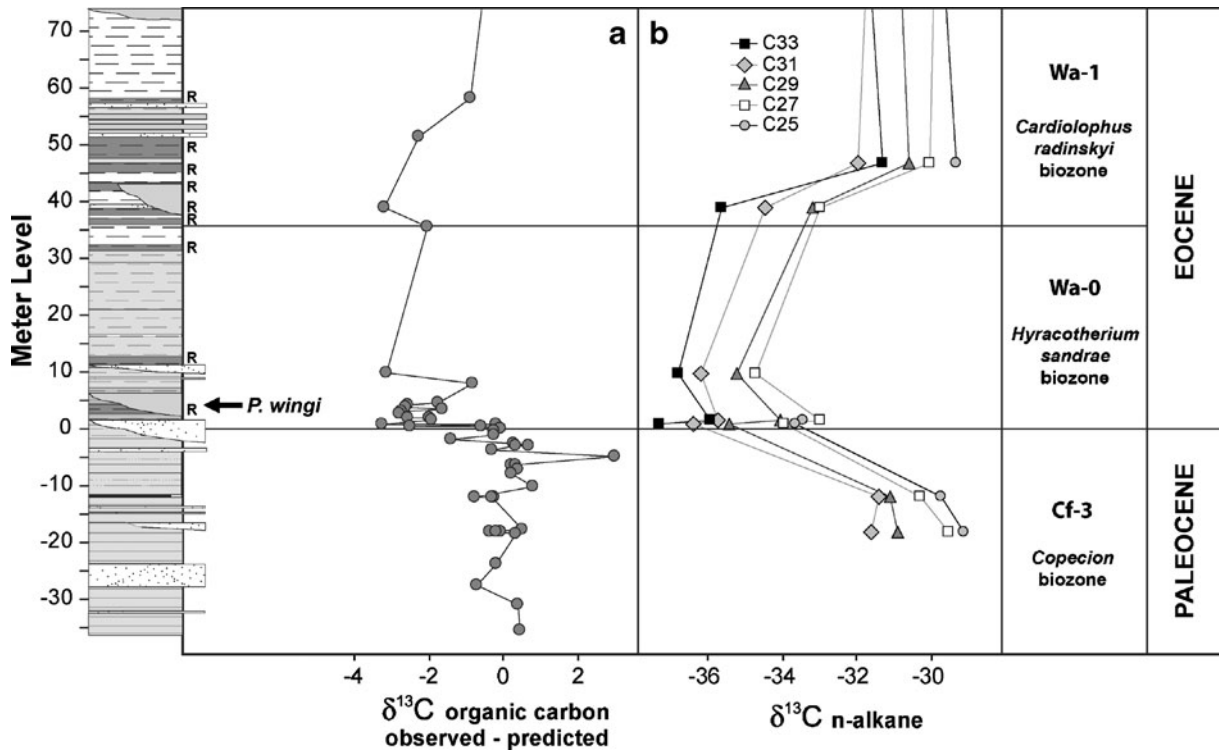 a
b
70
60
50
40
30
20
10
0
-10
-20
-30
Meter Level
R
R
R
R
R
R
R
R
R
P. wingi
C33
C31
C29
C27
C25
-4
-2
0
2
δ¹³C organic carbon
observed - predicted
-36
-34
-32
-30
δ¹³C n-alkane
Wa-1
Cardiolophus
radinskyi
biozone
Wa-0
Hyracotherium
sandrae
biozone
Cf-3
Copecion
biozone
EOCENE
PALEOCENE